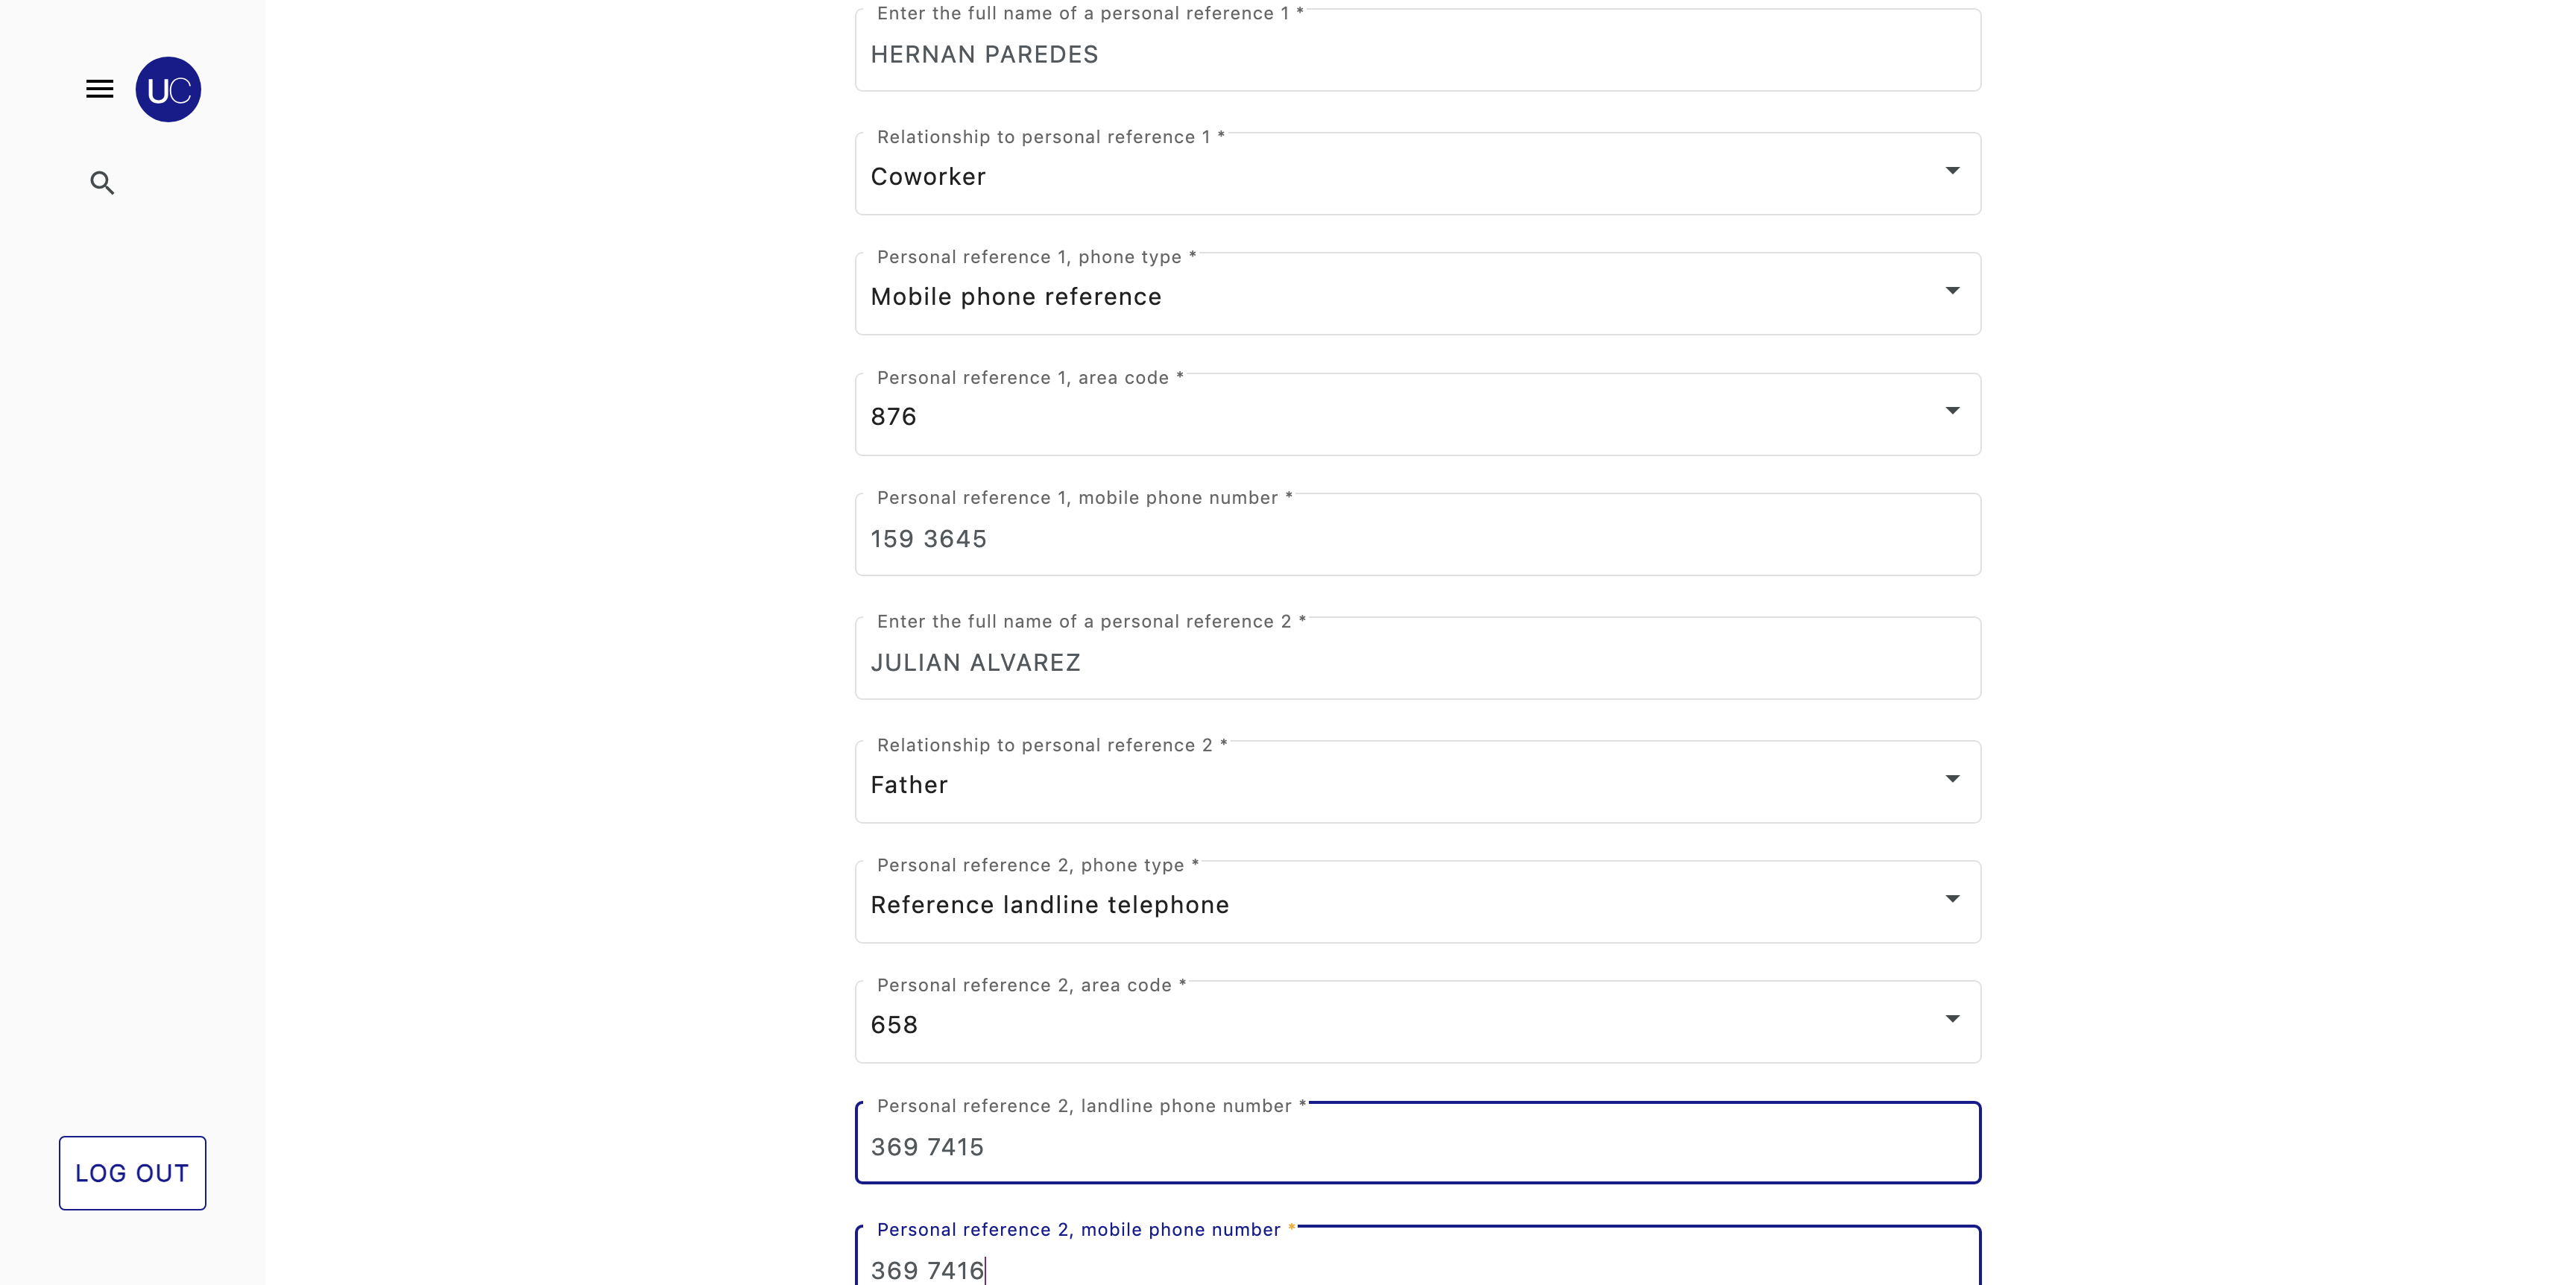 UC
Enter the full name of a personal reference 1 *
HERNAN PAREDES
Relationship to personal reference 1 *
Coworker
Personal reference 1, phone type *
Mobile phone reference
Personal reference 1, area code *
876
Personal reference 1, mobile phone number *
159 3645
Enter the full name of a personal reference 2 *
JULIAN ALVAREZ
Relationship to personal reference 2 *
Father
Personal reference 2, phone type *
Reference landline telephone
Personal reference 2, area code *
658
Personal reference 2, landline phone number *
369 7415
Personal reference 2, mobile phone number *
369 7416
LOG OUT